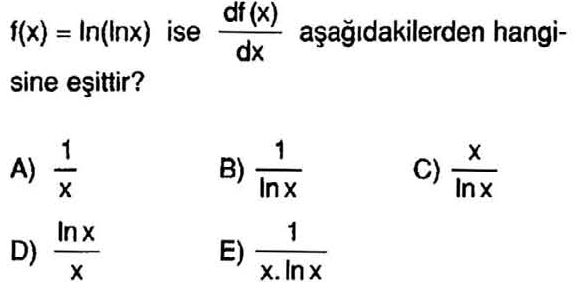 f(x) = ln(lnx) ise df(x)/dx aşağıdakilerden hangi-
sine eşittir?
A) 1/x B) 1/lnx C) x/lnx
D) lnx/x E) 1/x.lnx